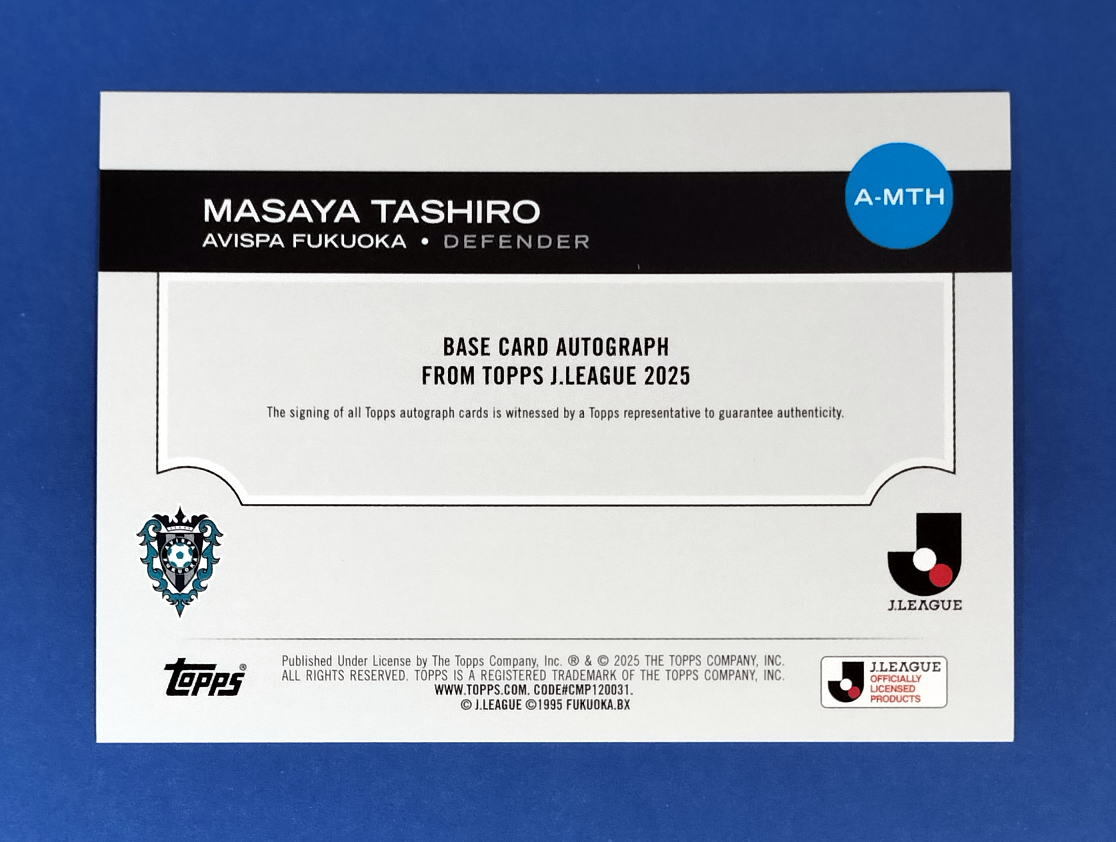 MASAYA TASHIRO
AVISPA FUKUOKA • DEFENDER
A-MTH
BASE CARD AUTOGRAPH
FROM TOPPS J.LEAGUE 2025
The signing of all Topps autograph cards is witnessed by a Topps representative to guarantee authenticity.
J.LEAGUE
Topps®
Published Under License by The Topps Company, Inc. ® & © 2025 THE TOPPS COMPANY, INC.
ALL RIGHTS RESERVED. TOPPS IS A REGISTERED TRADEMARK OF THE TOPPS COMPANY, INC.
WWW.TOPPS.COM. CODE#CMP120031.
© J.LEAGUE ©1995 FUKUOKA.BX
J.LEAGUE
OFFICIALLY
LICENSED
PRODUCTS